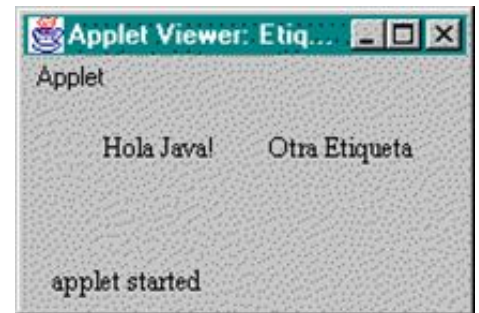 Applet Viewer: Etiq...
Applet
Hola Java! Otra Etiqueta
applet started